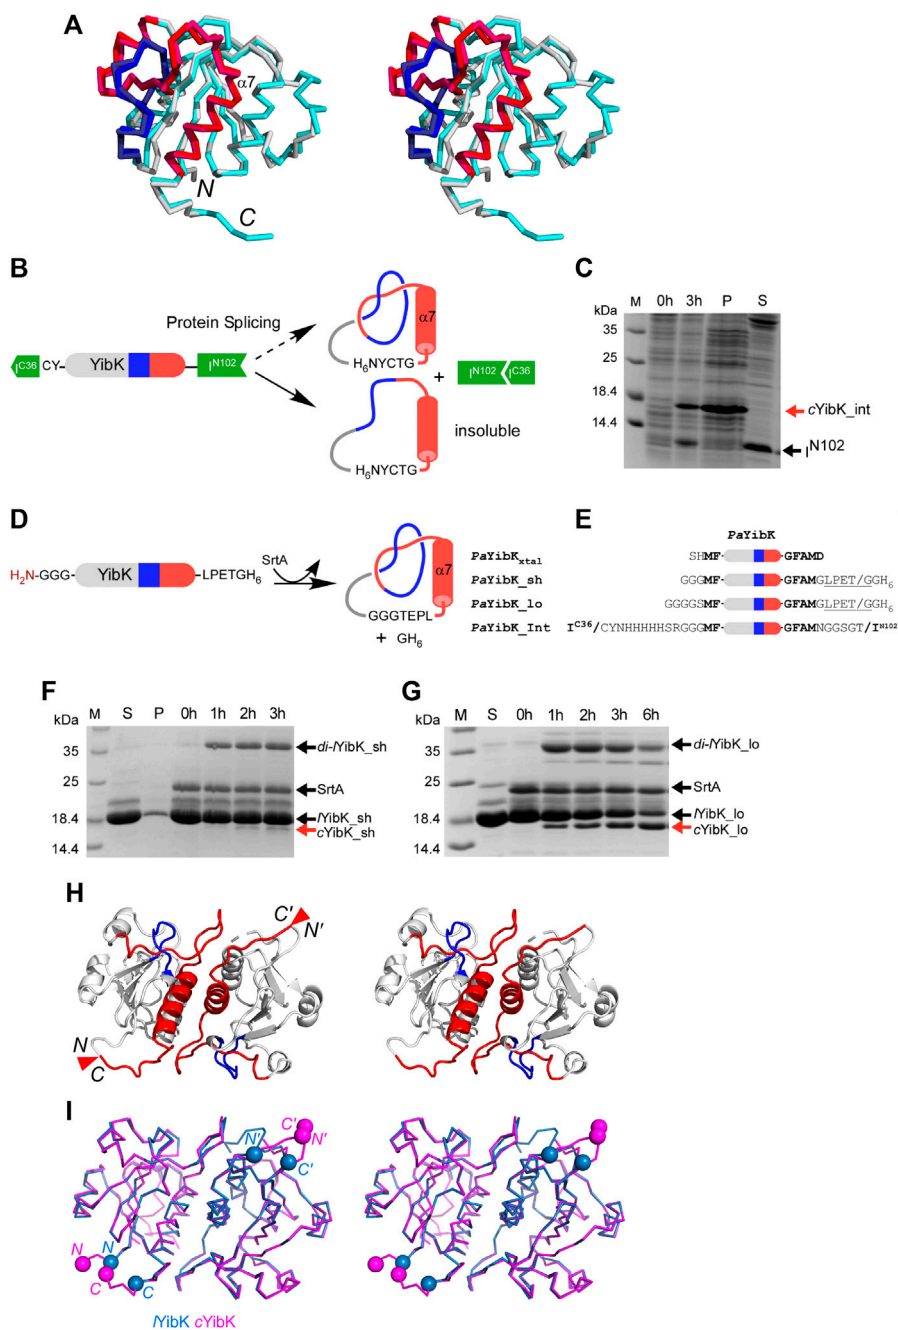 A
α7
N
C
B
Protein Splicing
I^C36
CY
YibK
I^N102
α7
H6NYCTG
+
I^N102
I^C36
insoluble
H6NYCTG
C
kDa
M 0h 3h P S
35
25
18.4
14.4
cYibK_int
I^N102
D
H2N-GGG
YibK
LPETGH6
SrtA
α7
GGGTEPL
+ GH6
E
PaYibK
PaYibK_xtal SHMF GFAMD
PaYibK_sh GGGMF GFAMGLPET/GGH6
PaYibK_lo GGGGSMF GFAMGLPET/GGH6
PaYibK_Int I^C36/CYNHHHHHSRGGGMF GFAMNGGSGT/I^N102
F
kDa
M S P 0h 1h 2h 3h
35
25
18.4
14.4
di-lYibK_sh
SrtA
lYibK_sh
cYibK_sh
G
kDa
M S 0h 1h 2h 3h 6h
35
25
18.4
14.4
di-lYibK_lo
SrtA
lYibK_lo
cYibK_lo
H
C'
N'
N
C
I
C'
N'
N'
C'
N
N
C
C
lYibK cYibK